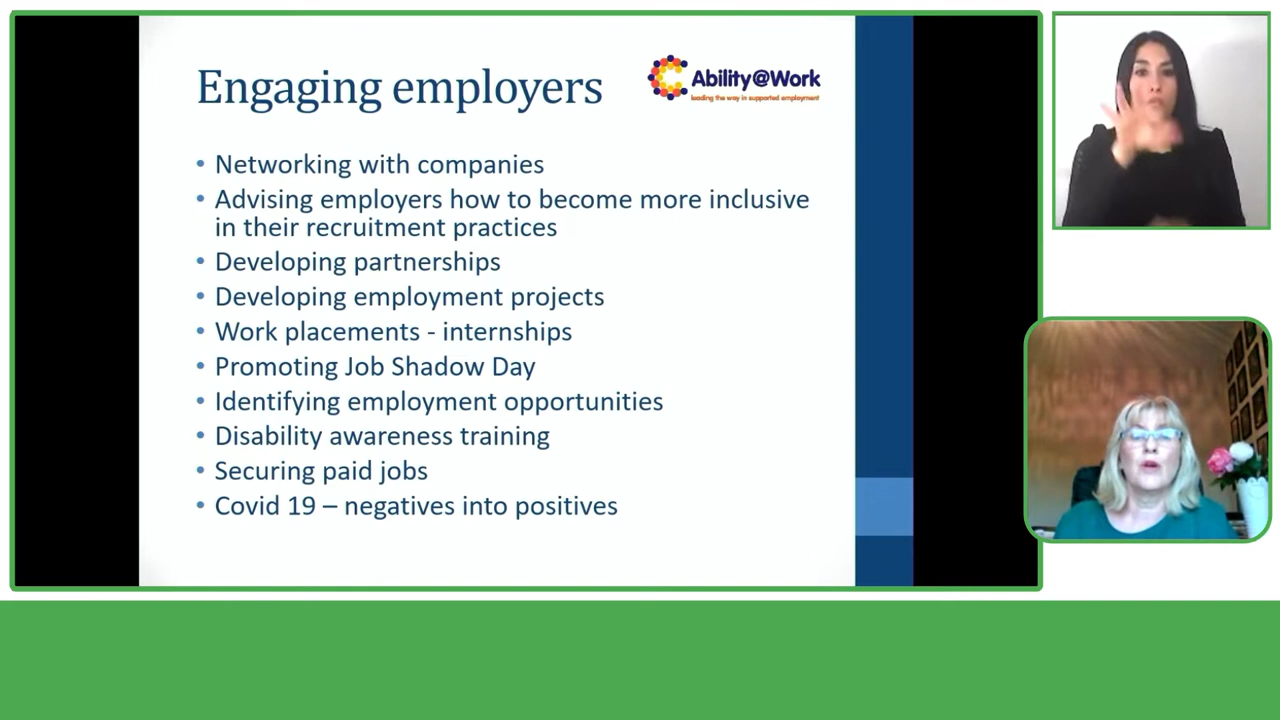 Engaging employers
Ability@Work
leading the way in supported employment
• Networking with companies
• Advising employers how to become more inclusive
in their recruitment practices
• Developing partnerships
• Developing employment projects
• Work placements - internships
• Promoting Job Shadow Day
• Identifying employment opportunities
• Disability awareness training
• Securing paid jobs
• Covid 19 – negatives into positives